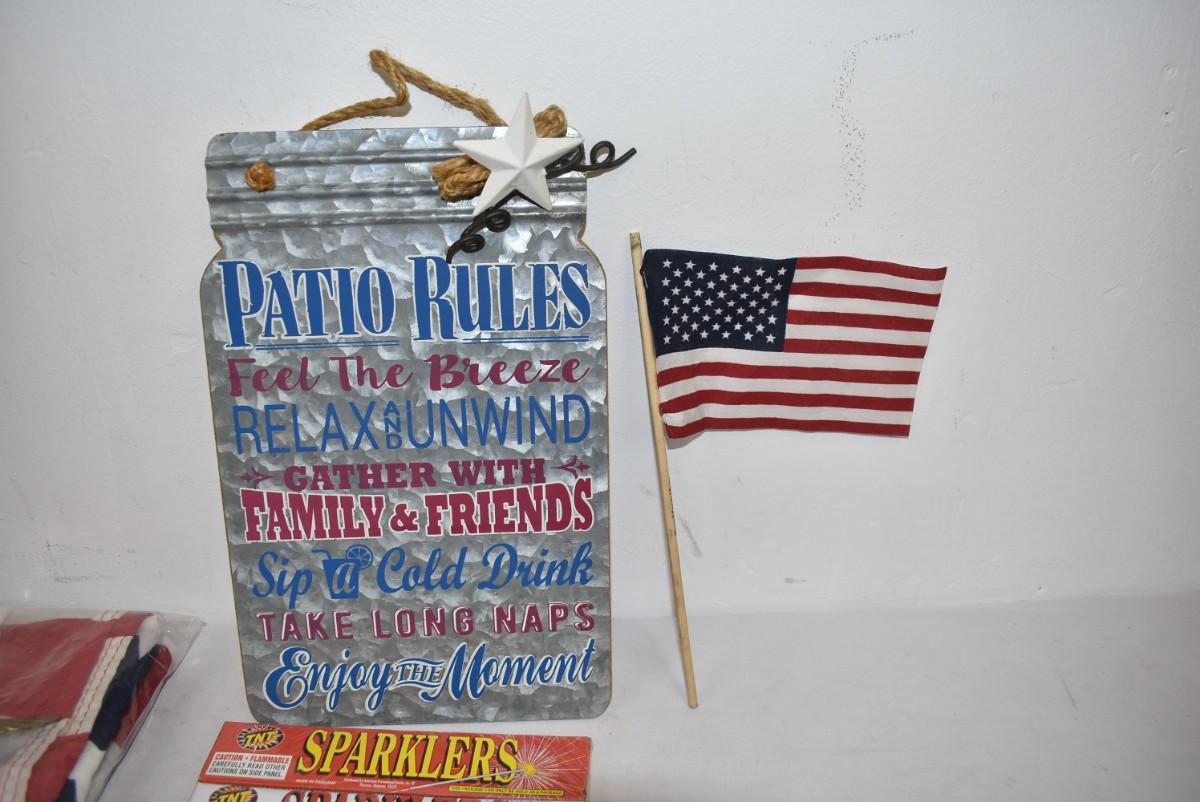 PATIO RULES
Feel The Breeze
RELAX AND UNWIND
GATHER WITH
FAMILY & FRIENDS
Sip a Cold Drink
TAKE LONG NAPS
Enjoy THE Moment
TNT
SPARKLERS
CAUTION • FLAMMABLE
CAREFULLY READ OTHER
CAUTIONS ON SIDE PANEL
TNT